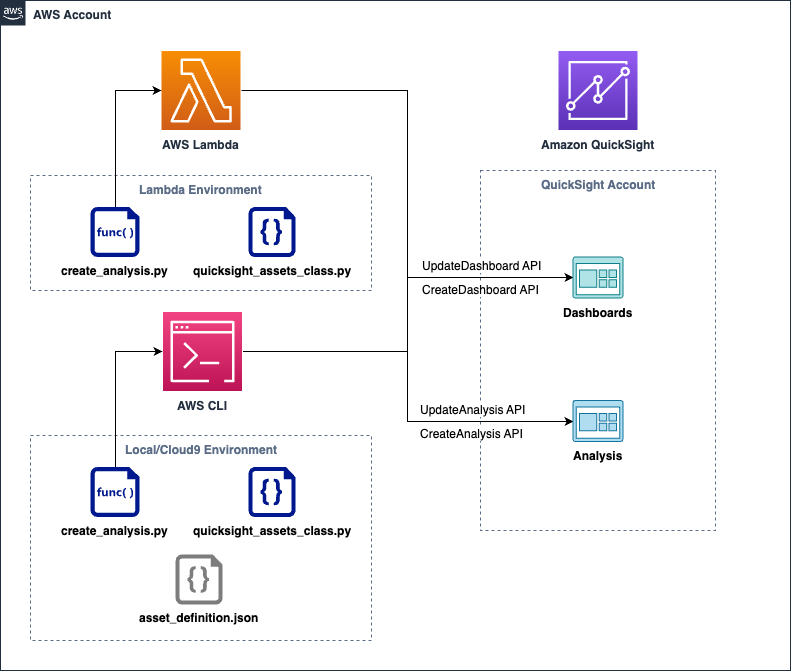 aws
AWS Account
AWS Lambda
Amazon QuickSight
Lambda Environment
func( )
{}
create_analysis.py
quicksight_assets_class.py
QuickSight Account
UpdateDashboard API
CreateDashboard API
Dashboards
AWS CLI
UpdateAnalysis API
CreateAnalysis API
Analysis
Local/Cloud9 Environment
func( )
{}
create_analysis.py
quicksight_assets_class.py
{}
asset_definition.json